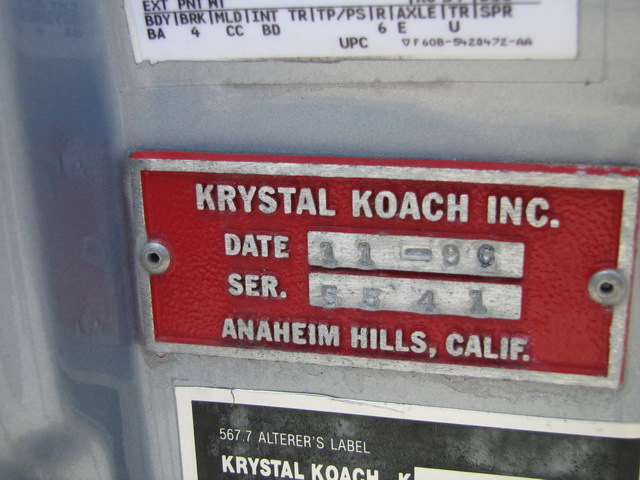 EXT PNT WT
BDY|BRK|MLD|INT TR|TP/PS|R|AXLE|TR|SPR
BA 4 CC BD 6 E U
UPC ▽F60B-5420472-AA
KRYSTAL KOACH INC.
DATE 11-96
SER. 5541
ANAHEIM HILLS, CALIF.
567.7 ALTERER'S LABEL
KRYSTAL KOACH